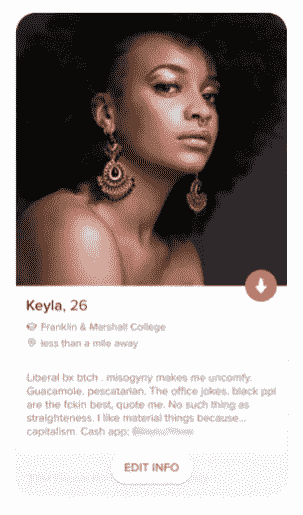 Keyla, 26
Franklin & Marshall College
less than a mile away
Liberal bx btch . misogyny makes me uncomfy.
Guacamole. pescatarian. The office jokes. black ppl
are the fckin best, quote me. No such thing as
straighteness. I like material things because..
capitalism. Cash app:
EDIT INFO